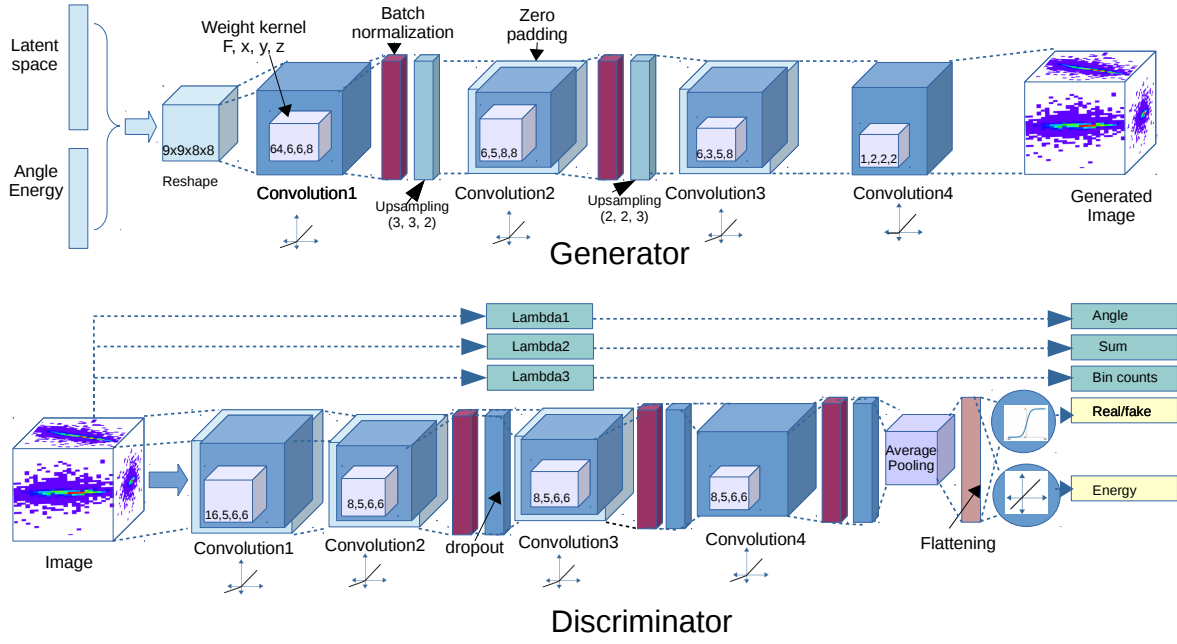 Latent
space
Angle
Energy
9x9x8x8
Reshape
Weight kernel
F, x, y, z
64,6,6,8
Convolution1
Batch
normalization
Upsampling
(3, 3, 2)
Zero
padding
6,5,8,8
Convolution2
Upsampling
(2, 2, 3)
6,3,5,8
Convolution3
1,2,2,2
Convolution4
Generated
Image
Generator
Lambda1
Angle
Lambda2
Sum
Lambda3
Bin counts
Real/fake
Energy
Image
16,5,6,6
Convolution1
8,5,6,6
Convolution2
dropout
8,5,6,6
Convolution3
8,5,6,6
Convolution4
Average
Pooling
Flattening
Discriminator